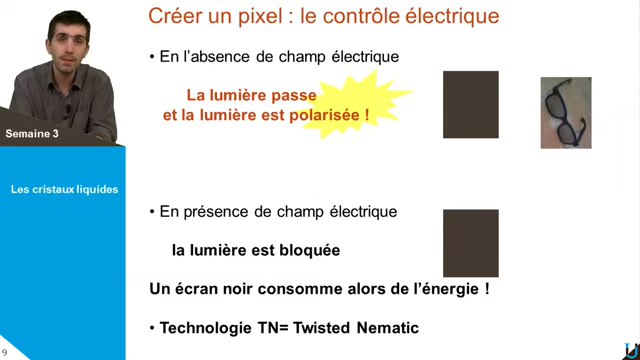 Créer un pixel : le contrôle électrique
• En l'absence de champ électrique
La lumière passe
et la lumière est polarisée !
Semaine 3
Les cristaux liquides
• En présence de champ électrique
la lumière est bloquée
Un écran noir consomme alors de l'énergie !
• Technologie TN= Twisted Nematic
9